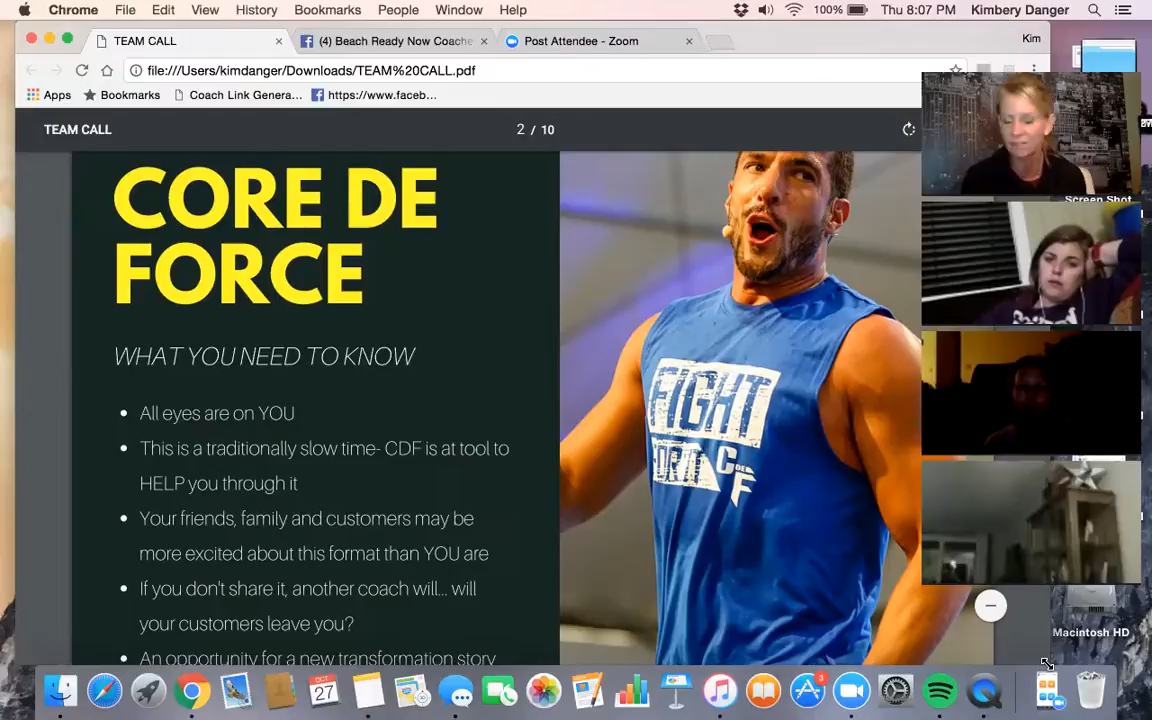 Chrome File Edit View History Bookmarks People Window Help 100% Thu 8:07 PM Kimbery Danger
TEAM CALL (4) Beach Ready Now Coache Post Attendee - Zoom Kim
file:///Users/kimdanger/Downloads/TEAM%20CALL.pdf
Apps Bookmarks Coach Link Genera... https://www.faceb...
TEAM CALL 2 / 10
CORE DE
FORCE
WHAT YOU NEED TO KNOW
All eyes are on YOU
This is a traditionally slow time- CDF is at tool to
HELP you through it
Your friends, family and customers may be
more excited about this format than YOU are
If you don't share it, another coach will... will
your customers leave you?
An opportunity for a new transformation story
FIGHT
CORE
F
Screen Shot
Macintosh HD
OCT
27
3